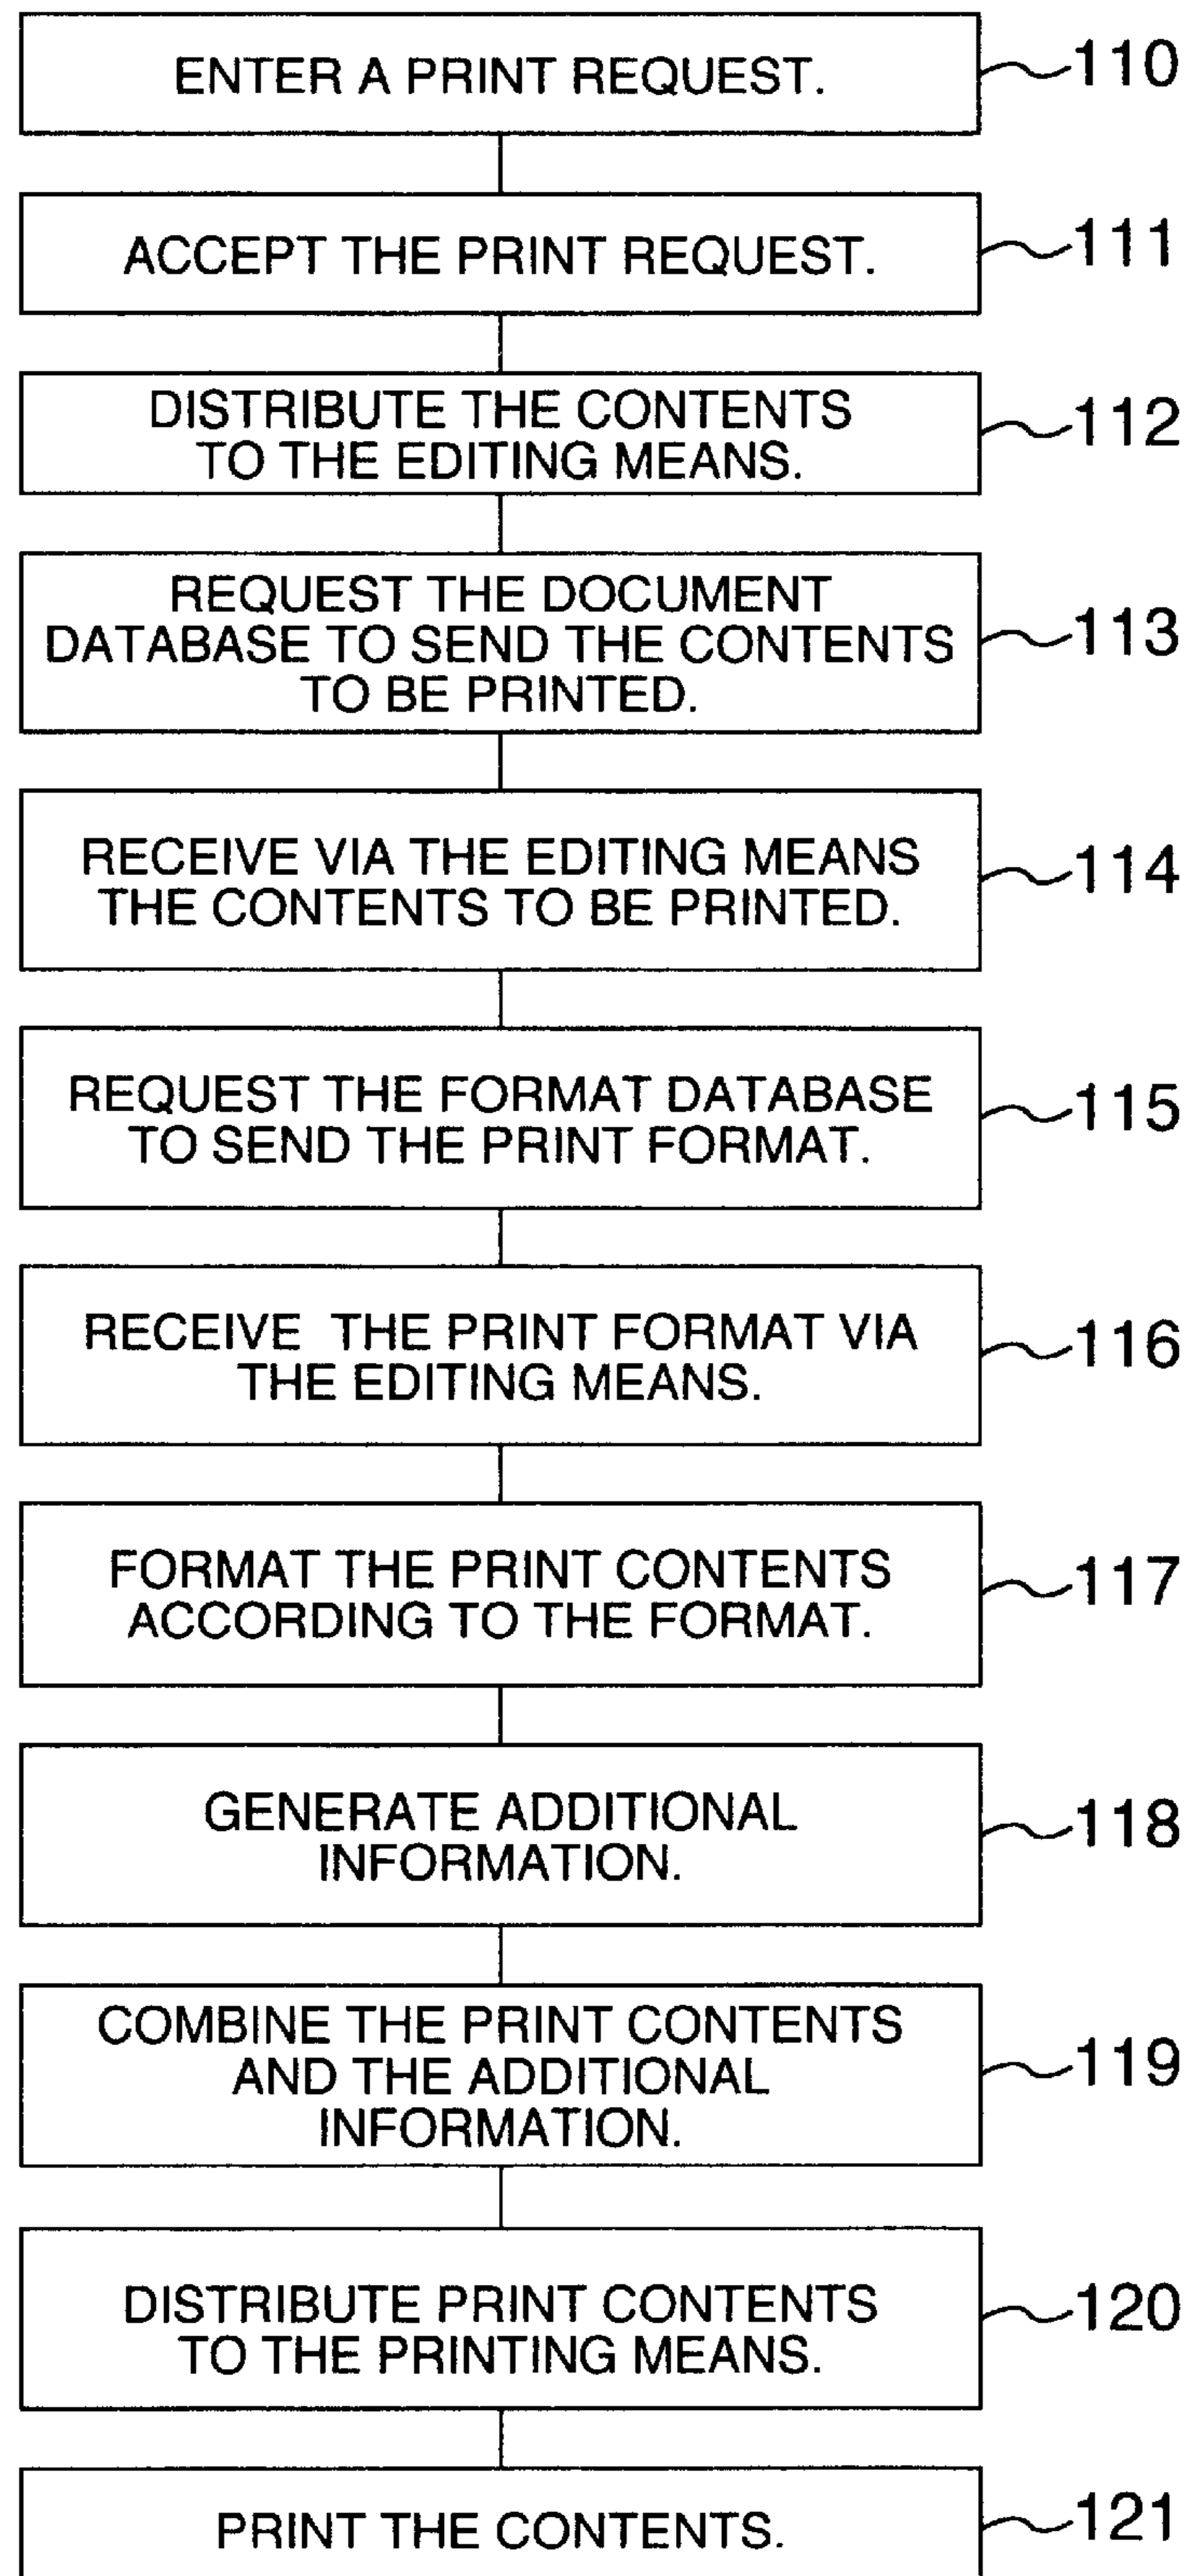 ENTER A PRINT REQUEST.
110
ACCEPT THE PRINT REQUEST.
111
DISTRIBUTE THE CONTENTS
TO THE EDITING MEANS.
112
REQUEST THE DOCUMENT
DATABASE TO SEND THE CONTENTS
TO BE PRINTED.
113
RECEIVE VIA THE EDITING MEANS
THE CONTENTS TO BE PRINTED.
114
REQUEST THE FORMAT DATABASE
TO SEND THE PRINT FORMAT.
115
RECEIVE THE PRINT FORMAT VIA
THE EDITING MEANS.
116
FORMAT THE PRINT CONTENTS
ACCORDING TO THE FORMAT.
117
GENERATE ADDITIONAL
INFORMATION.
118
COMBINE THE PRINT CONTENTS
AND THE ADDITIONAL
INFORMATION.
119
DISTRIBUTE PRINT CONTENTS
TO THE PRINTING MEANS.
120
PRINT THE CONTENTS.
121